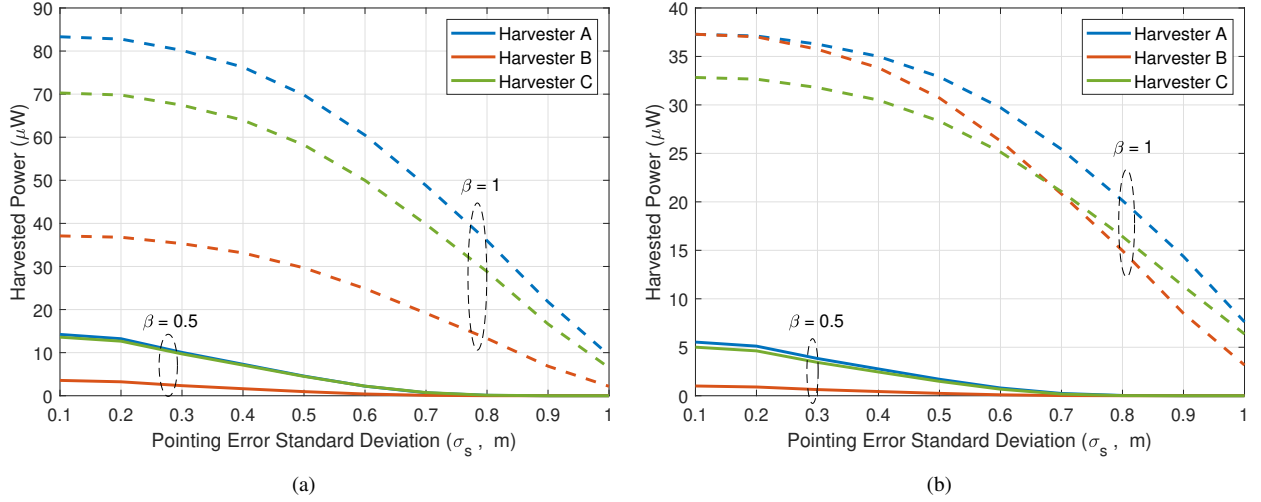 90
80
70
60
50
40
30
20
10
0
Harvested Power (μW)
Harvester A
Harvester B
Harvester C
β = 1
β = 0.5
0.1 0.2 0.3 0.4 0.5 0.6 0.7 0.8 0.9 1
Pointing Error Standard Deviation (σs , m)
(a)
40
35
30
25
20
15
10
5
0
Harvested Power (μW)
Harvester A
Harvester B
Harvester C
β = 1
β = 0.5
0.1 0.2 0.3 0.4 0.5 0.6 0.7 0.8 0.9 1
Pointing Error Standard Deviation (σs , m)
(b)